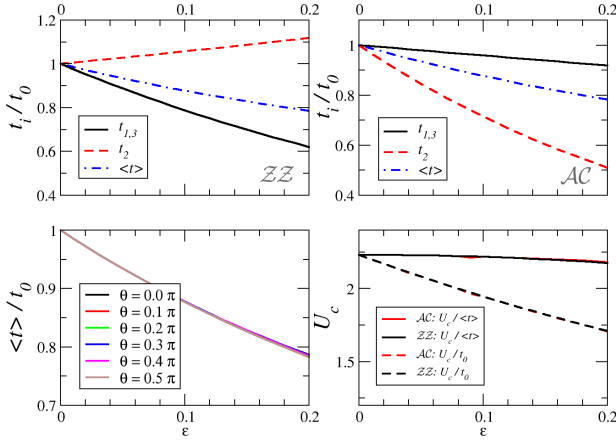 0 ε 0.1 0.2
0 ε 0.1 0.2
1.2
1
0.8
0.6
0.4
t_i / t_0
t_{1,3}
t_2
<t>
ZZ
1
0.8
0.6
0.4
t_i / t_0
t_{1,3}
t_2
<t>
AC
1
0.9
0.8
0.7
<t> / t_0
θ = 0.0 π
θ = 0.1 π
θ = 0.2 π
θ = 0.3 π
θ = 0.4 π
θ = 0.5 π
0 0.1 0.2
ε
2
1.5
U_c
AC: U_c / <t>
ZZ: U_c / <t>
AC: U_c / t_0
ZZ: U_c / t_0
0 0.1 0.2
ε